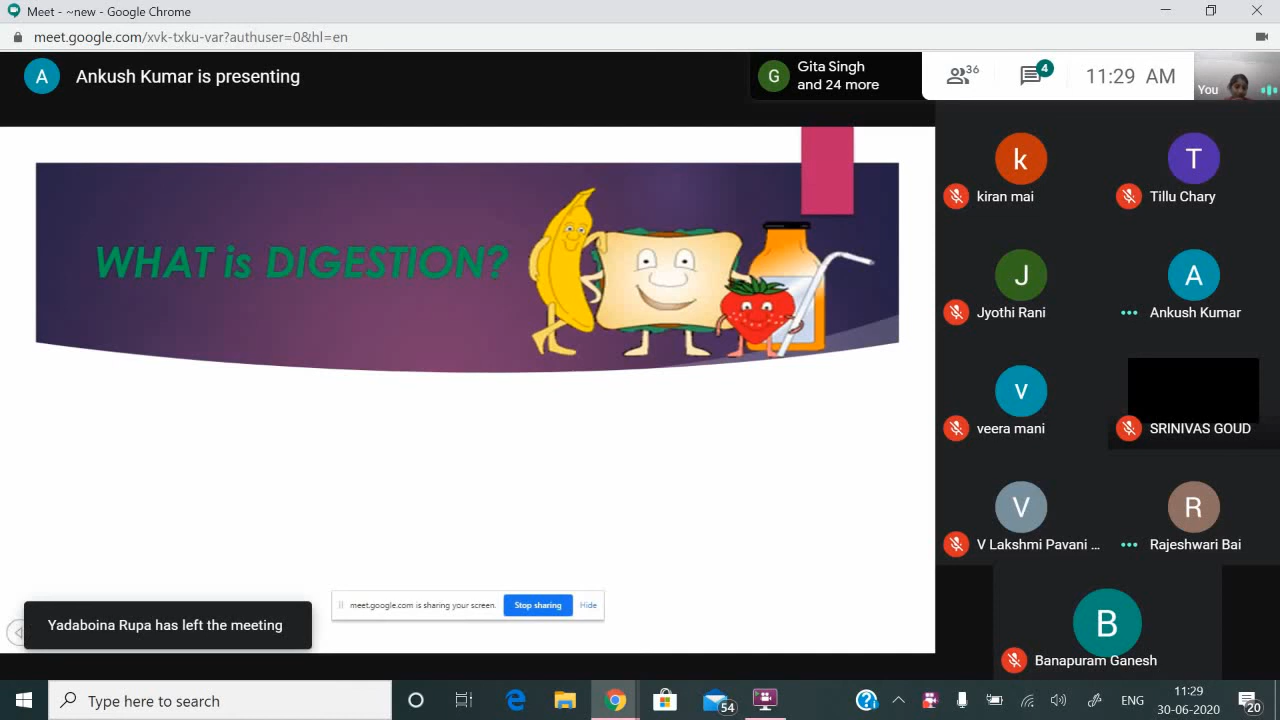 Meet - ~new - Google Chrome
meet.google.com/xvk-txku-var?authuser=0&hl=en
A
Ankush Kumar is presenting
G
Gita Singh
and 24 more
36
4
11:29 AM
You
WHAT is DIGESTION?
k
kiran mai
T
Tillu Chary
J
Jyothi Rani
A
Ankush Kumar
v
veera mani
SRINIVAS GOUD
V
V Lakshmi Pavani ...
R
Rajeshwari Bai
B
Banapuram Ganesh
meet.google.com is sharing your screen.
Stop sharing
Hide
Yadaboina Rupa has left the meeting
Type here to search
54
ENG
11:29
30-06-2020
20